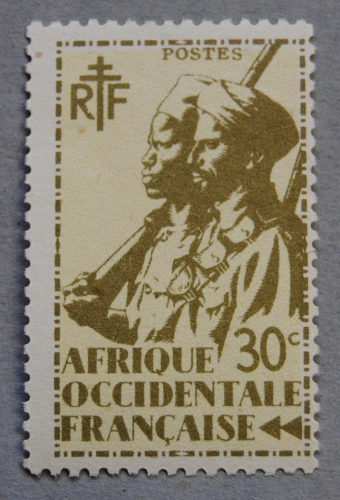 POSTES
RF
30c
AFRIQUE
OCCIDENTALE
FRANÇAISE